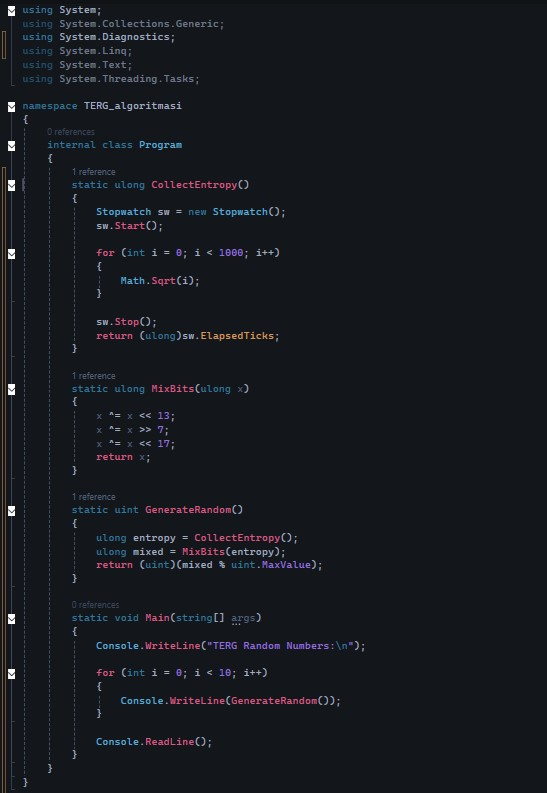 using System;
using System.Collections.Generic;
using System.Diagnostics;
using System.Linq;
using System.Text;
using System.Threading.Tasks;
namespace TERG_algoritmasi
{
0 references
internal class Program
{
1 reference
static ulong CollectEntropy()
{
Stopwatch sw = new Stopwatch();
sw.Start();
for (int i = 0; i < 1000; i++)
{
Math.Sqrt(i);
}
sw.Stop();
return (ulong)sw.ElapsedTicks;
}
1 reference
static ulong MixBits(ulong x)
{
x ^= x << 13;
x ^= x >> 7;
x ^= x << 17;
return x;
}
1 reference
static uint GenerateRandom()
{
ulong entropy = CollectEntropy();
ulong mixed = MixBits(entropy);
return (uint)(mixed % uint.MaxValue);
}
0 references
static void Main(string[] args)
{
Console.WriteLine("TERG Random Numbers:\n");
for (int i = 0; i < 10; i++)
{
Console.WriteLine(GenerateRandom());
}
Console.ReadLine();
}
}
}